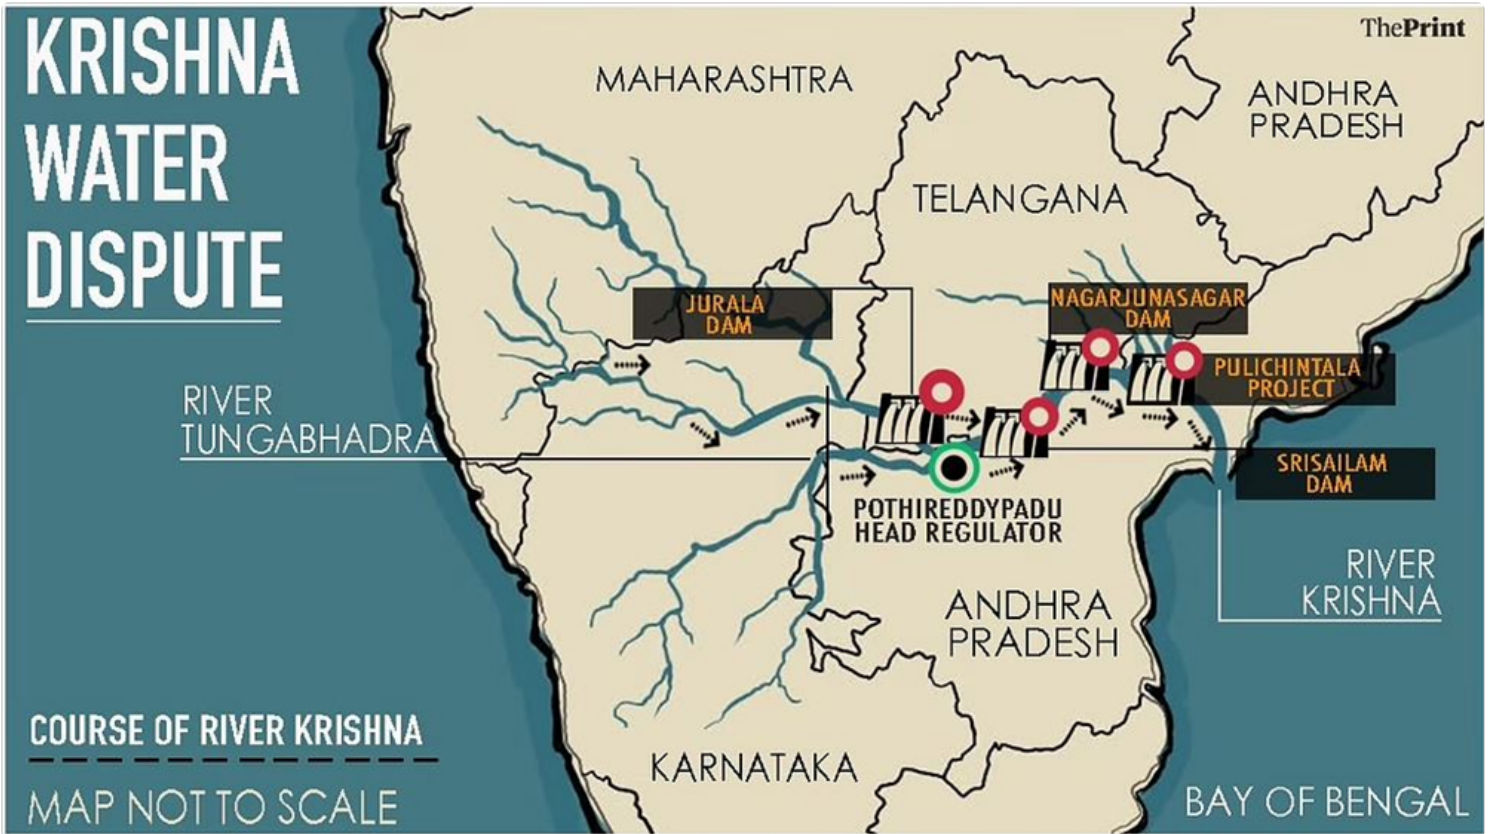 KRISHNA
WATER
DISPUTE
ThePrint
MAHARASHTRA
ANDHRA
PRADESH
TELANGANA
JURALA
DAM
NAGARJUNASAGAR
DAM
PULICHINTALA
PROJECT
RIVER
TUNGABHADRA
SRISAILAM
DAM
POTHIREDDYPADU
HEAD REGULATOR
RIVER
KRISHNA
ANDHRA
PRADESH
COURSE OF RIVER KRISHNA
KARNATAKA
MAP NOT TO SCALE
BAY OF BENGAL